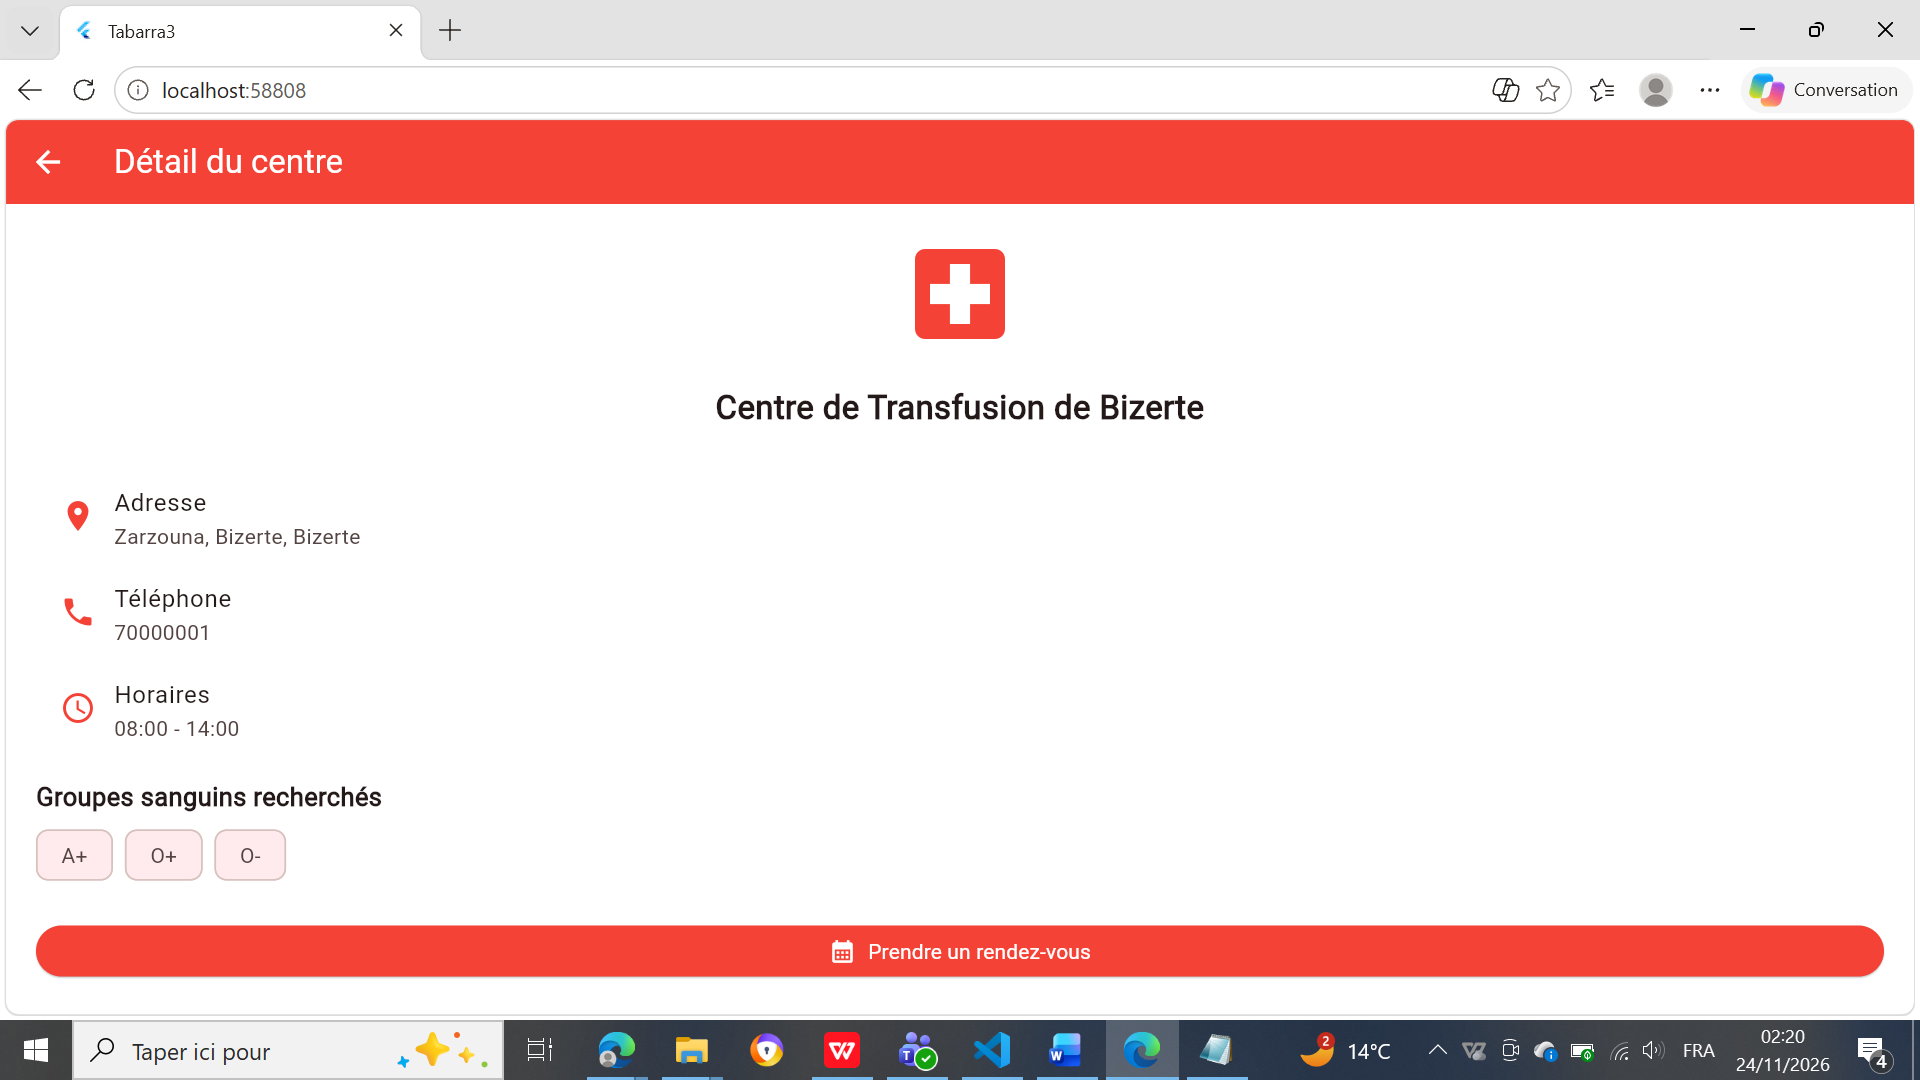 Tabarra3
localhost:58808
Conversation
Détail du centre
Centre de Transfusion de Bizerte
Adresse
Zarzouna, Bizerte, Bizerte
Téléphone
70000001
Horaires
08:00 - 14:00
Groupes sanguins recherchés
A+ O+ O-
Prendre un rendez-vous
Taper ici pour
2
14°C
FRA
02:20
24/11/2026
4